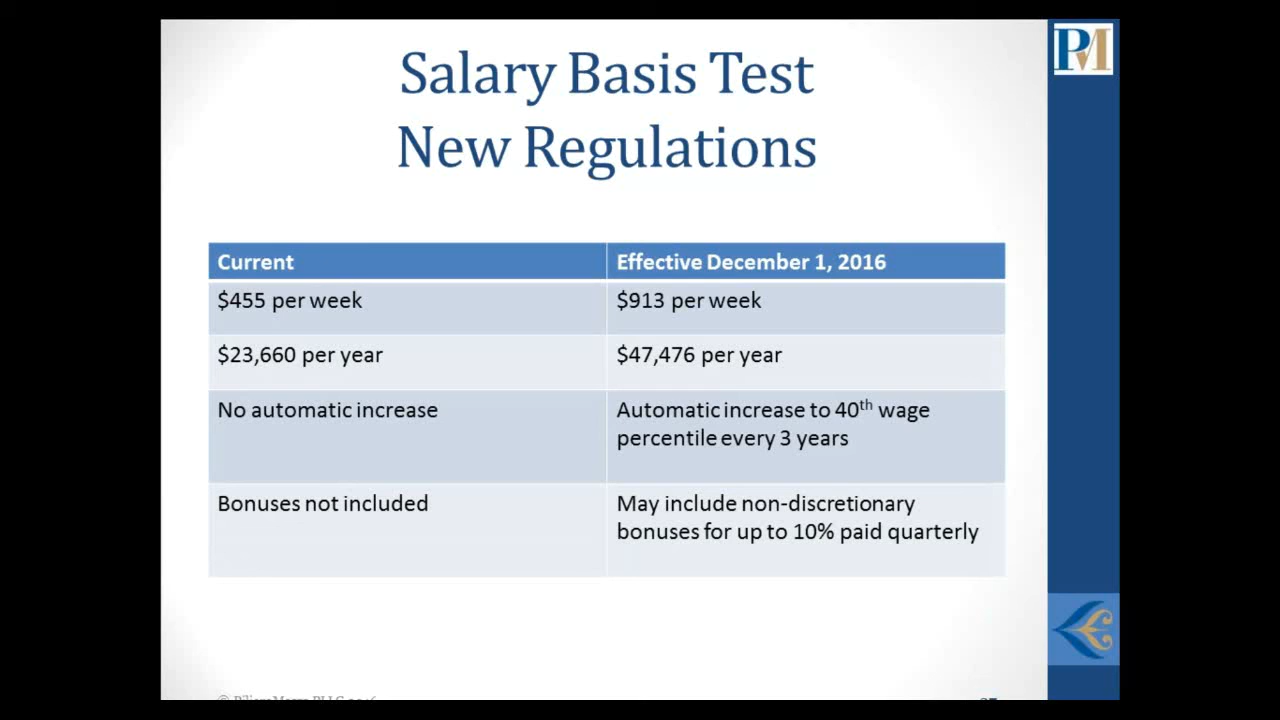 PM
Salary Basis Test
New Regulations
Current
Effective December 1, 2016
$455 per week
$913 per week
$23,660 per year
$47,476 per year
No automatic increase
Automatic increase to 40th wage
percentile every 3 years
Bonuses not included
May include non-discretionary
bonuses for up to 10% paid quarterly